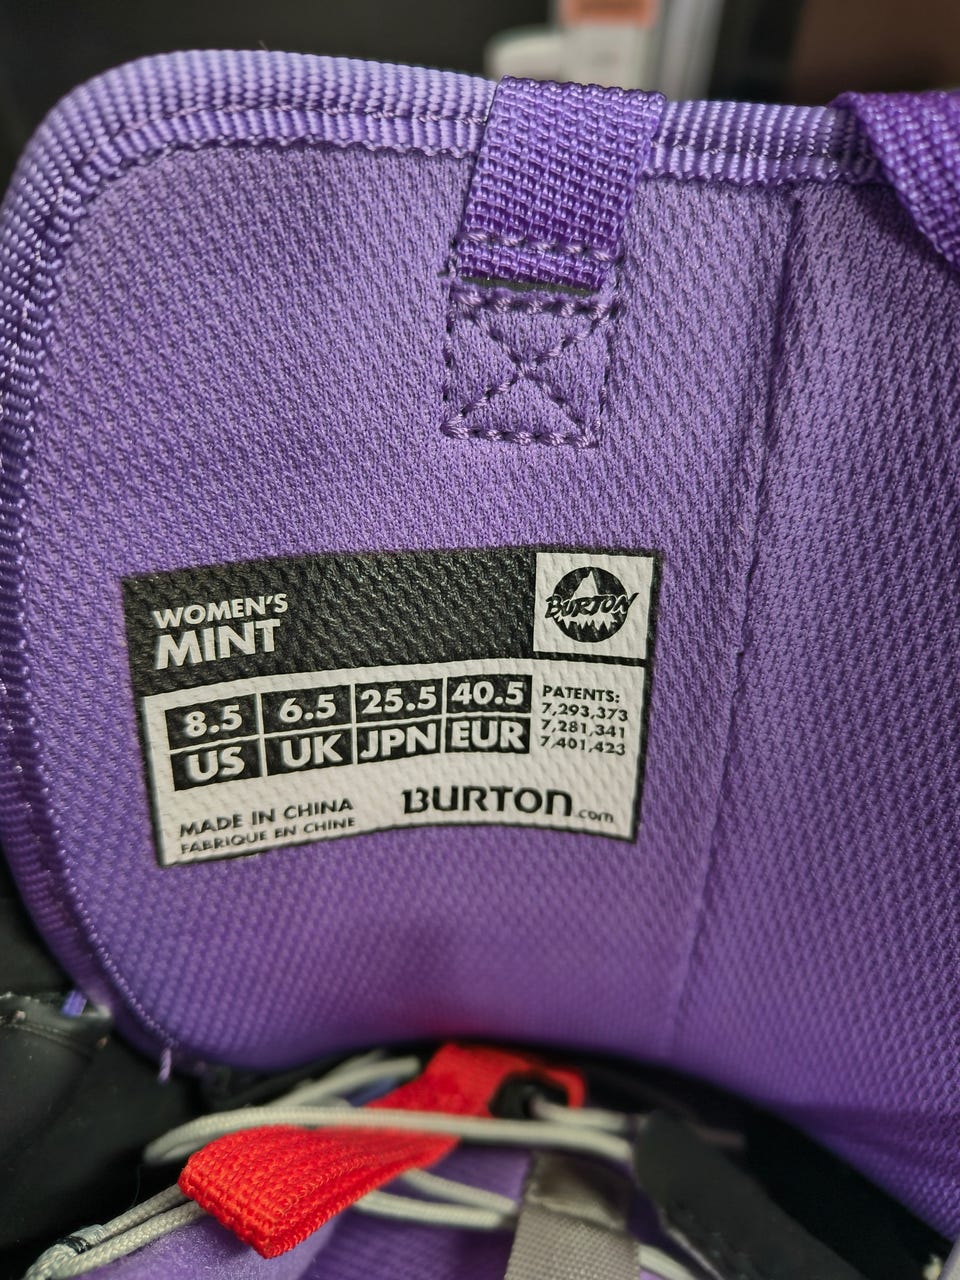 WOMEN'S
MINT
BURTON
8.5 6.5 25.5 40.5
US UK JPN EUR
PATENTS:
7,293,373
7,281,341
7,401,423
MADE IN CHINA
FABRIQUE EN CHINE
BURTON.com